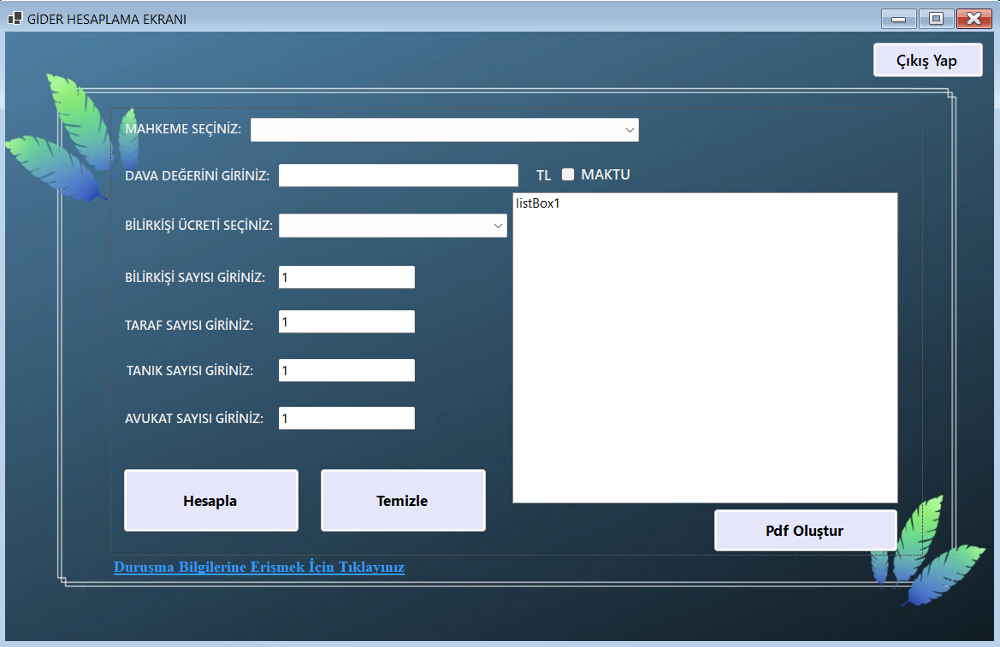 GİDER HESAPLAMA EKRANI
Çıkış Yap
MAHKEME SEÇİNİZ:
DAVA DEĞERİNİ GİRİNİZ:
TL
MAKTU
listBox1
BİLİRKİŞİ ÜCRETİ SEÇİNİZ:
BİLİRKİŞİ SAYISI GİRİNİZ:
1
TARAF SAYISI GİRİNİZ:
1
TANIK SAYISI GİRİNİZ:
1
AVUKAT SAYISI GİRİNİZ:
1
Hesapla
Temizle
Pdf Oluştur
Duruşma Bilgilerine Erişmek İçin Tıklayınız